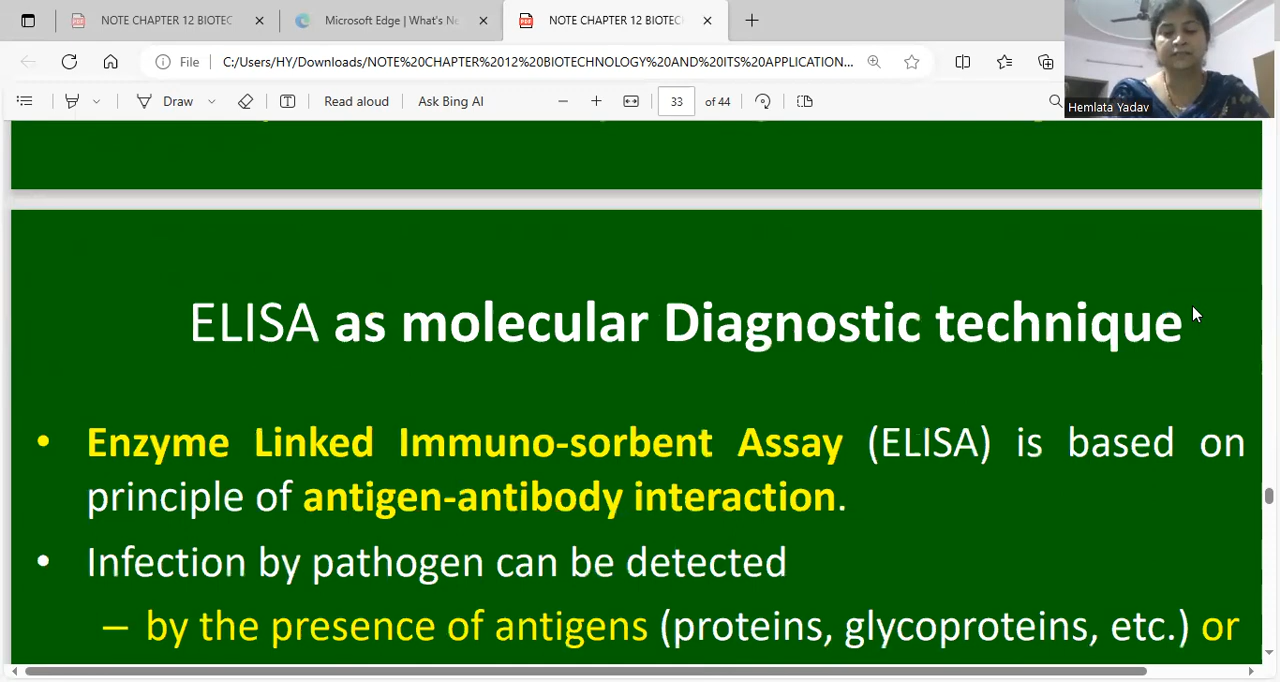 NOTE CHAPTER 12 BIOTEC
Microsoft Edge | What's Ne
NOTE CHAPTER 12 BIOTEC
File
C:/Users/HY/Downloads/NOTE%20CHAPTER%2012%20BIOTECHNOLOGY%20AND%20ITS%20APPLICATION...
Draw
Read aloud
Ask Bing AI
33
of 44
Hemlata Yadav
ELISA as molecular Diagnostic technique
• Enzyme Linked Immuno-sorbent Assay (ELISA) is based on
principle of antigen-antibody interaction.
• Infection by pathogen can be detected
– by the presence of antigens (proteins, glycoproteins, etc.) or